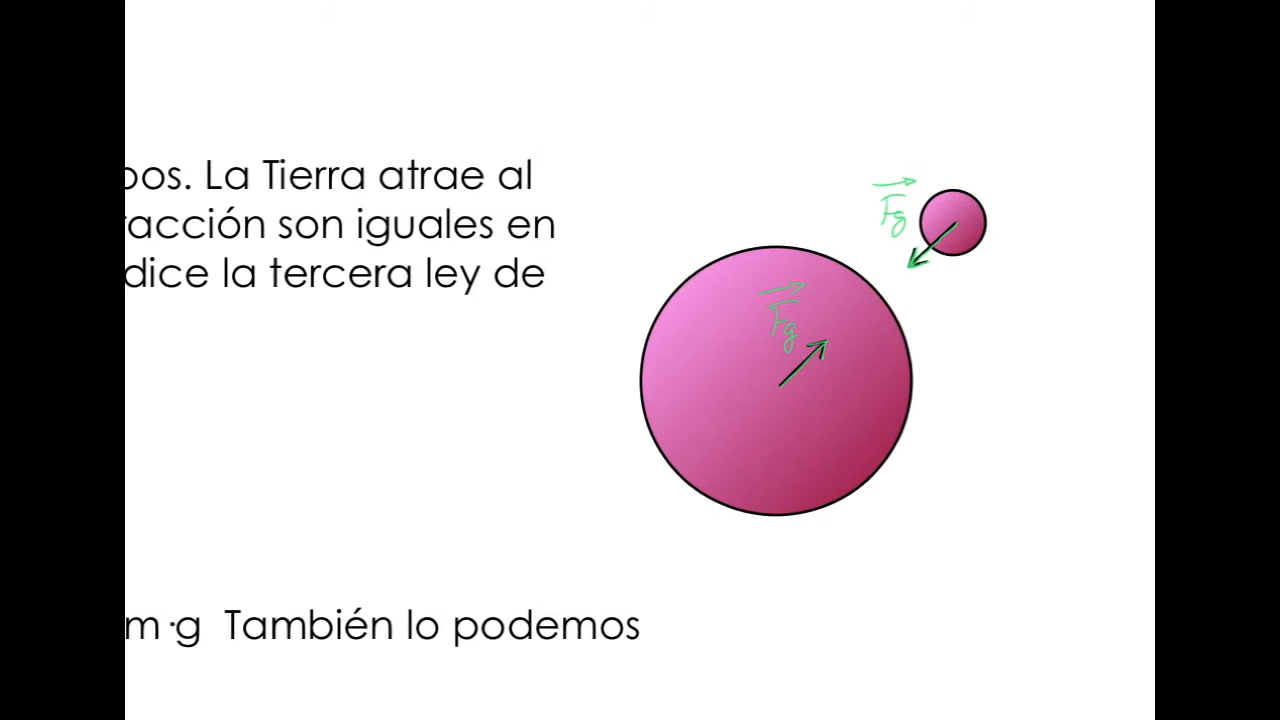 pos. La Tierra atrae al
racción son iguales en
dice la tercera ley de
Fg
Fg
m·g También lo podemos